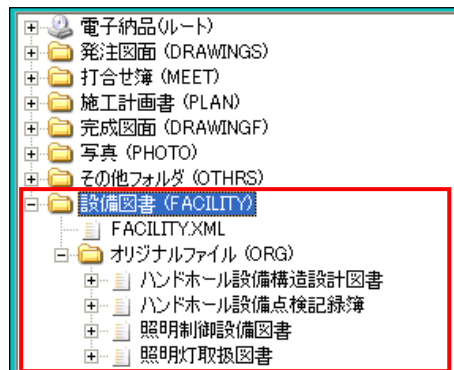 電子納品(ルート)
発注図面 (DRAWINGS)
打合せ簿 (MEET)
施工計画書 (PLAN)
完成図面 (DRAWINGF)
写真 (PHOTO)
その他フォルダ (OTHRS)
設備図書 (FACILITY)
FACILITY.XML
オリジナルファイル (ORG)
ハンドホール設備構造設計図書
ハンドホール設備点検記録簿
照明制御設備図書
照明灯取扱図書